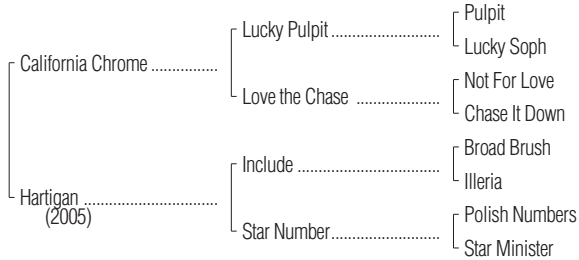 Pulpit
Lucky Pulpit
Lucky Soph
California Chrome
Not For Love
Love the Chase
Chase It Down
Broad Brush
Include
Illeria
Hartigan
(2005)
Polish Numbers
Star Number
Star Minister